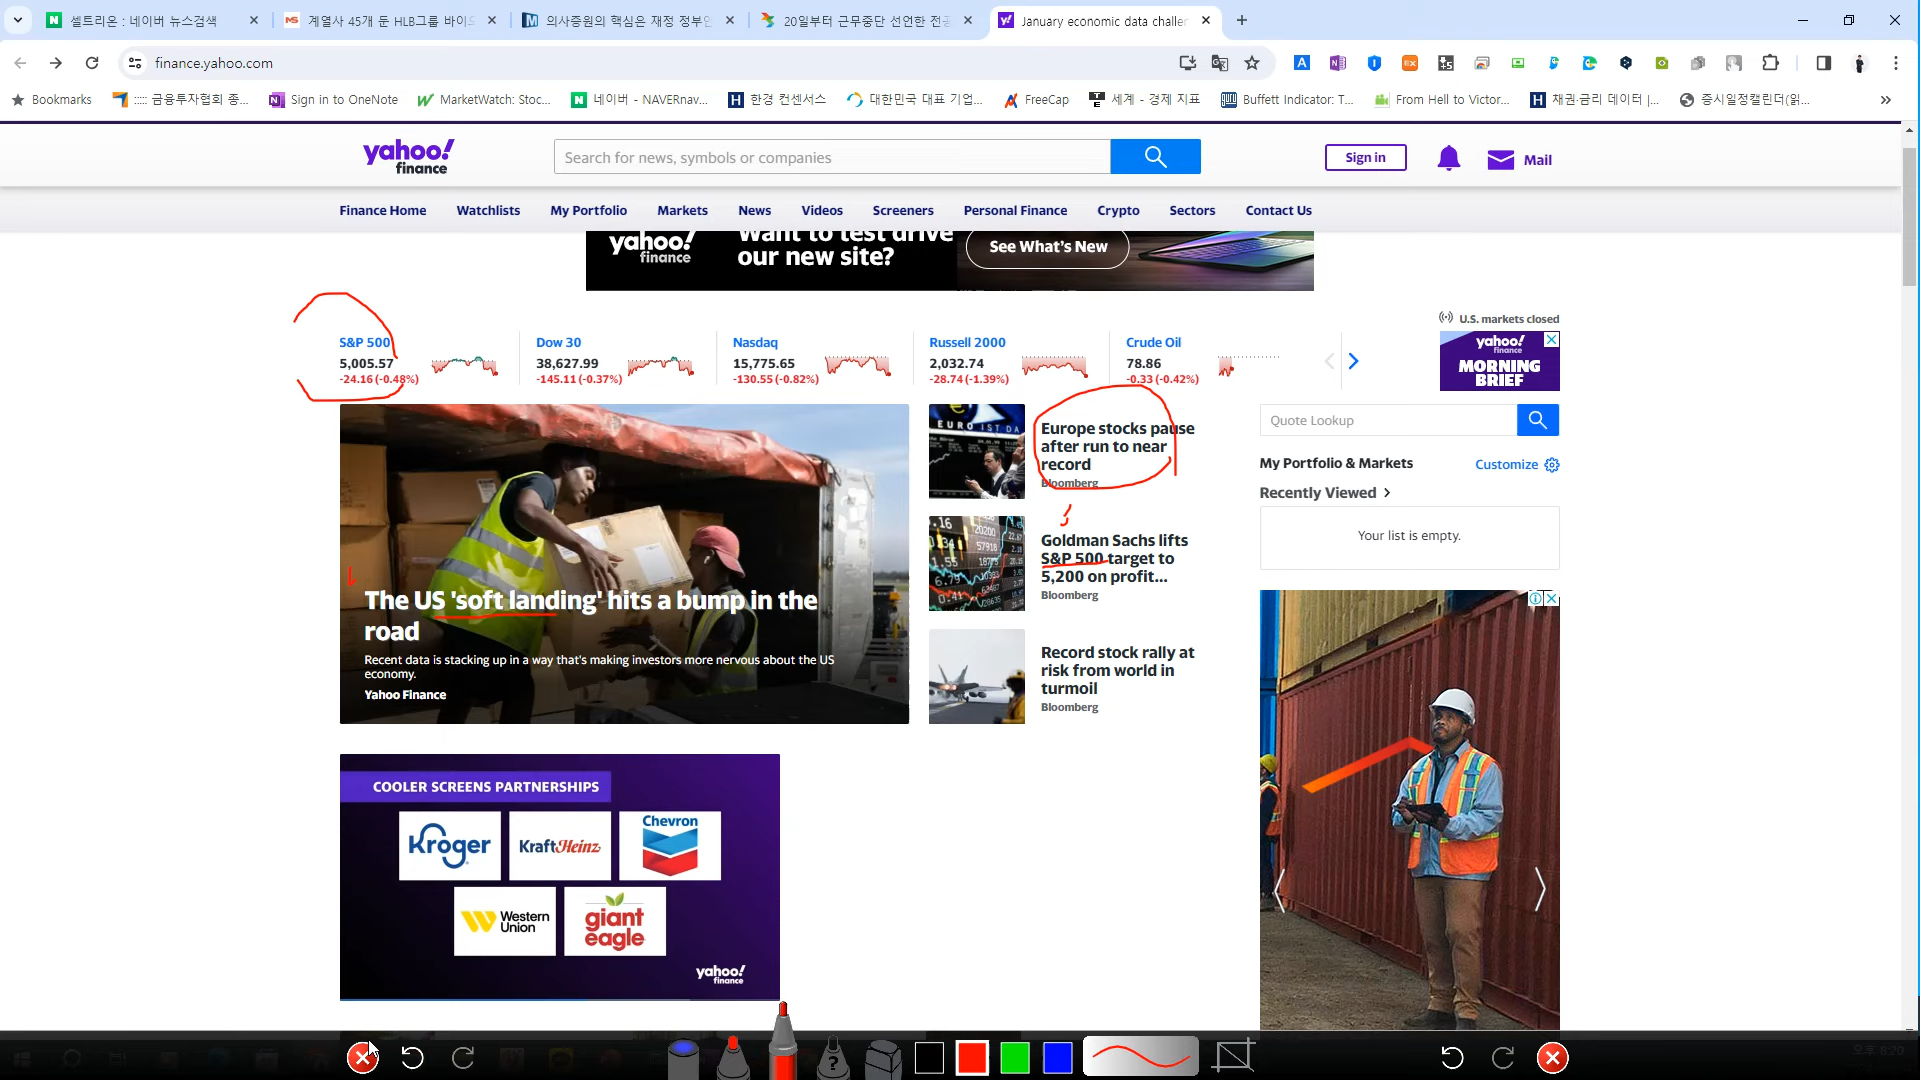 셀트리온 : 네이버 뉴스검색
계열사 45개 둔 HLB그룹 바이오
의사증원의 핵심은 재정 정부안
20일부터 근무중단 선언한 전공
January economic data challen
finance.yahoo.com
Bookmarks
::::: 금융투자협회 종...
Sign in to OneNote
MarketWatch: Stoc...
네이버 - NAVERnav...
한경 컨센서스
대한민국 대표 기업...
FreeCap
세계 - 경제 지표
Buffett Indicator: T...
From Hell to Victor...
채권·금리 데이터 |...
증시일정캘린더(읽...
yahoo!
finance
Search for news, symbols or companies
Sign in
Mail
Finance Home
Watchlists
My Portfolio
Markets
News
Videos
Screeners
Personal Finance
Crypto
Sectors
Contact Us
yahoo!
finance
Want to test drive
our new site?
See What's New
U.S. markets closed
S&P 500
5,005.57
-24.16 (-0.48%)
Dow 30
38,627.99
-145.11 (-0.37%)
Nasdaq
15,775.65
-130.55 (-0.82%)
Russell 2000
2,032.74
-28.74 (-1.39%)
Crude Oil
78.86
-0.33 (-0.42%)
yahoo!
finance
MORNING
BRIEF
The US 'soft landing' hits a bump in the
road
Recent data is stacking up in a way that's making investors more nervous about the US
economy.
Yahoo Finance
EURO IST DA
Europe stocks pause
after run to near
record
Bloomberg
Goldman Sachs lifts
S&P 500 target to
5,200 on profit...
Bloomberg
Record stock rally at
risk from world in
turmoil
Bloomberg
Quote Lookup
My Portfolio & Markets
Customize
Recently Viewed
Your list is empty.
COOLER SCREENS PARTNERSHIPS
Kroger
KraftHeinz
Chevron
Western
Union
giant
eagle
yahoo!
finance